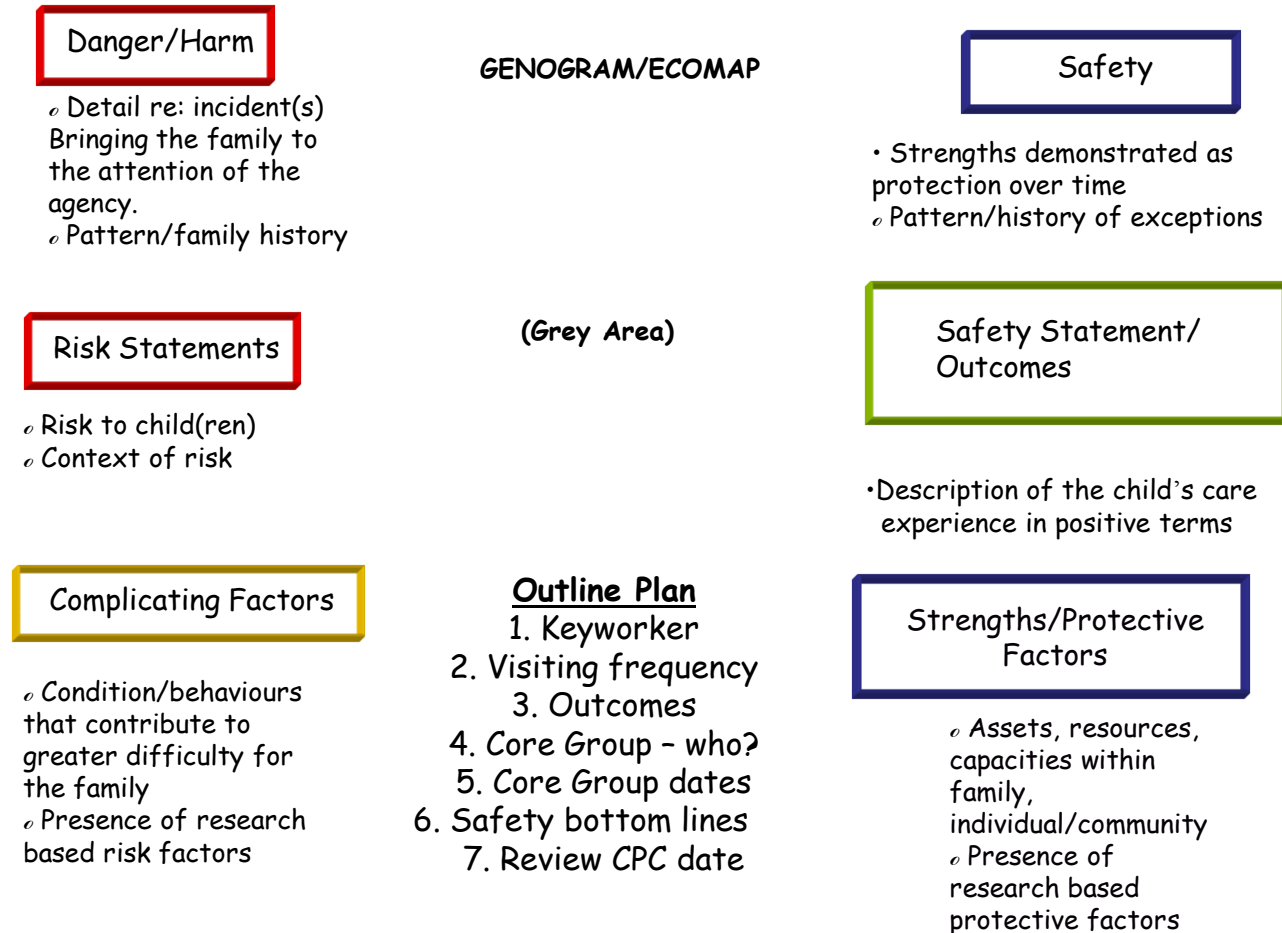 Danger/Harm
ℴ Detail re: incident(s)
Bringing the family to
the attention of the
agency.
ℴ Pattern/family history
GENOGRAM/ECOMAP
Safety
• Strengths demonstrated as
protection over time
ℴ Pattern/history of exceptions
Risk Statements
ℴ Risk to child(ren)
ℴ Context of risk
(Grey Area)
Safety Statement/
Outcomes
•Description of the child’s care
experience in positive terms
Complicating Factors
ℴ Condition/behaviours
that contribute to
greater difficulty for
the family
ℴ Presence of research
based risk factors
Outline Plan
1. Keyworker
2. Visiting frequency
3. Outcomes
4. Core Group – who?
5. Core Group dates
6. Safety bottom lines
7. Review CPC date
Strengths/Protective
Factors
ℴ Assets, resources,
capacities within
family,
individual/community
ℴ Presence of
research based
protective factors